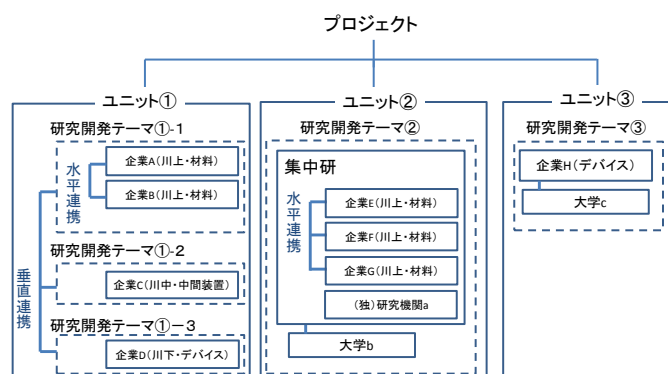 プロジェクト
ユニット①
研究開発テーマ①-1
水平連携
企業A(川上・材料)
企業B(川上・材料)
垂直連携
研究開発テーマ①-2
企業C(川中・中間装置)
研究開発テーマ①－3
企業D(川下・デバイス)
ユニット②
研究開発テーマ②
集中研
水平連携
企業E(川上・材料)
企業F(川上・材料)
企業G(川上・材料)
(独)研究機関a
大学b
ユニット③
研究開発テーマ③
企業H(デバイス)
大学c